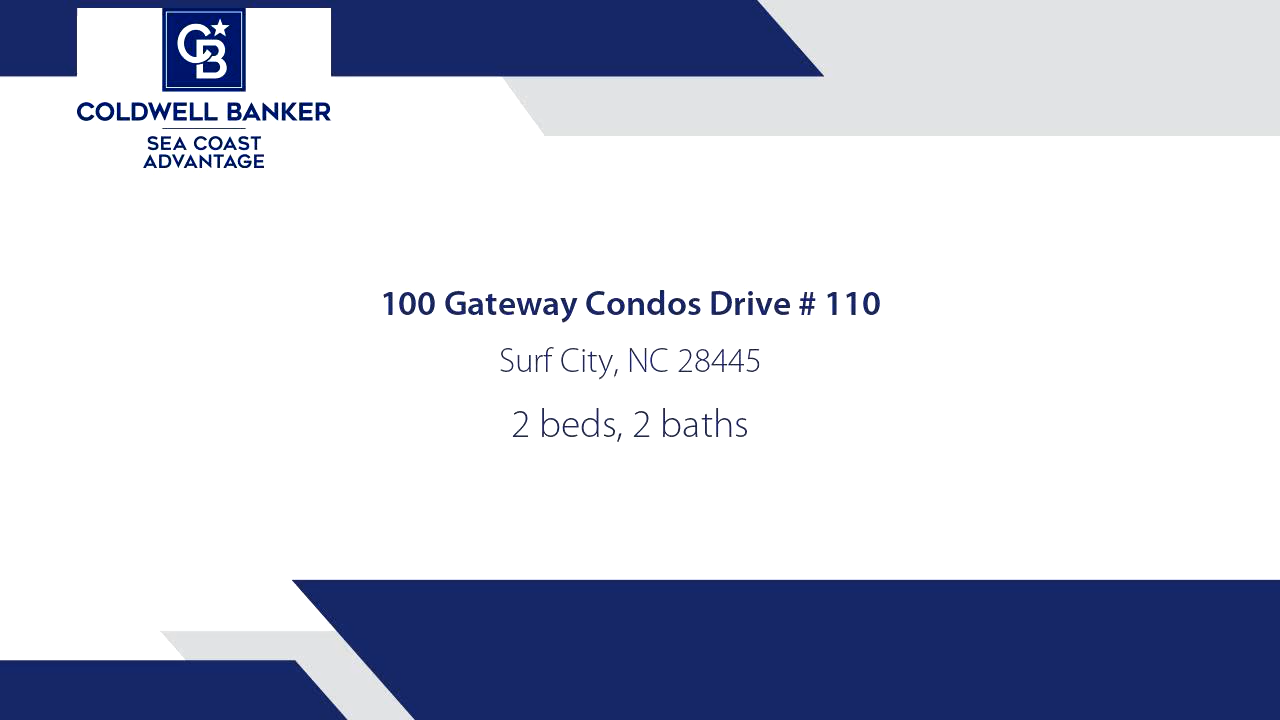 CB
COLDWELL BANKER
SEA COAST
ADVANTAGE
100 Gateway Condos Drive # 110
Surf City, NC 28445
2 beds, 2 baths